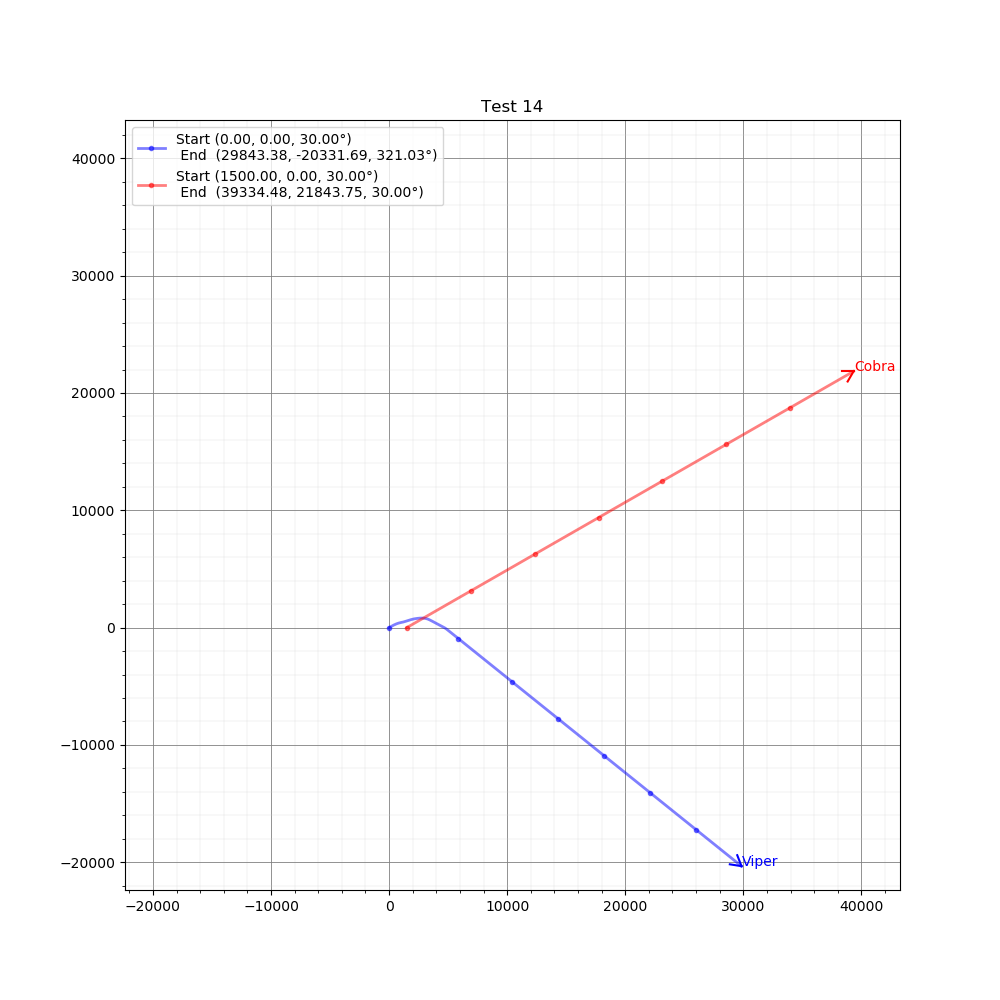 Test 14
Start (0.00, 0.00, 30.00°)
End  (29843.38, -20331.69, 321.03°)
Start (1500.00, 0.00, 30.00°)
End  (39334.48, 21843.75, 30.00°)
40000
30000
20000
10000
0
−10000
−20000
Cobra
Viper
−20000 −10000 0 10000 20000 30000 40000